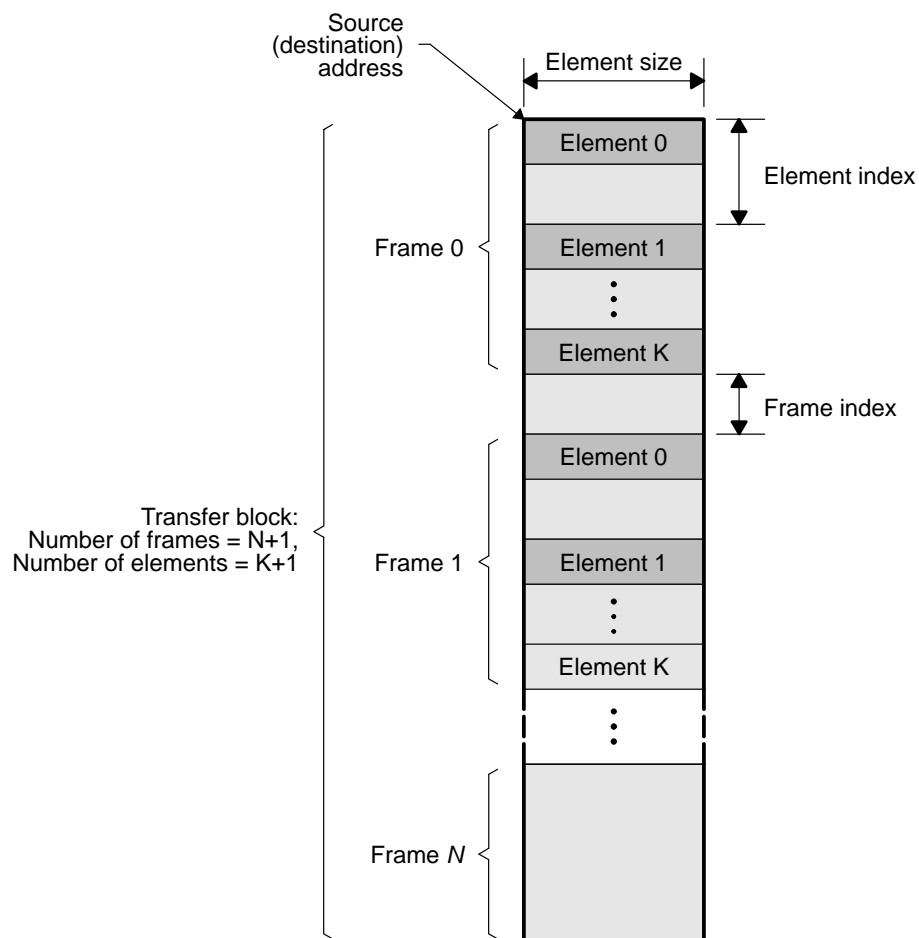 Source
(destination)
address
Element size
Element 0
Element index
Frame 0
Element 1
Element K
Frame index
Element 0
Transfer block:
Number of frames = N+1,
Number of elements = K+1
Frame 1
Element 1
Element K
Frame N